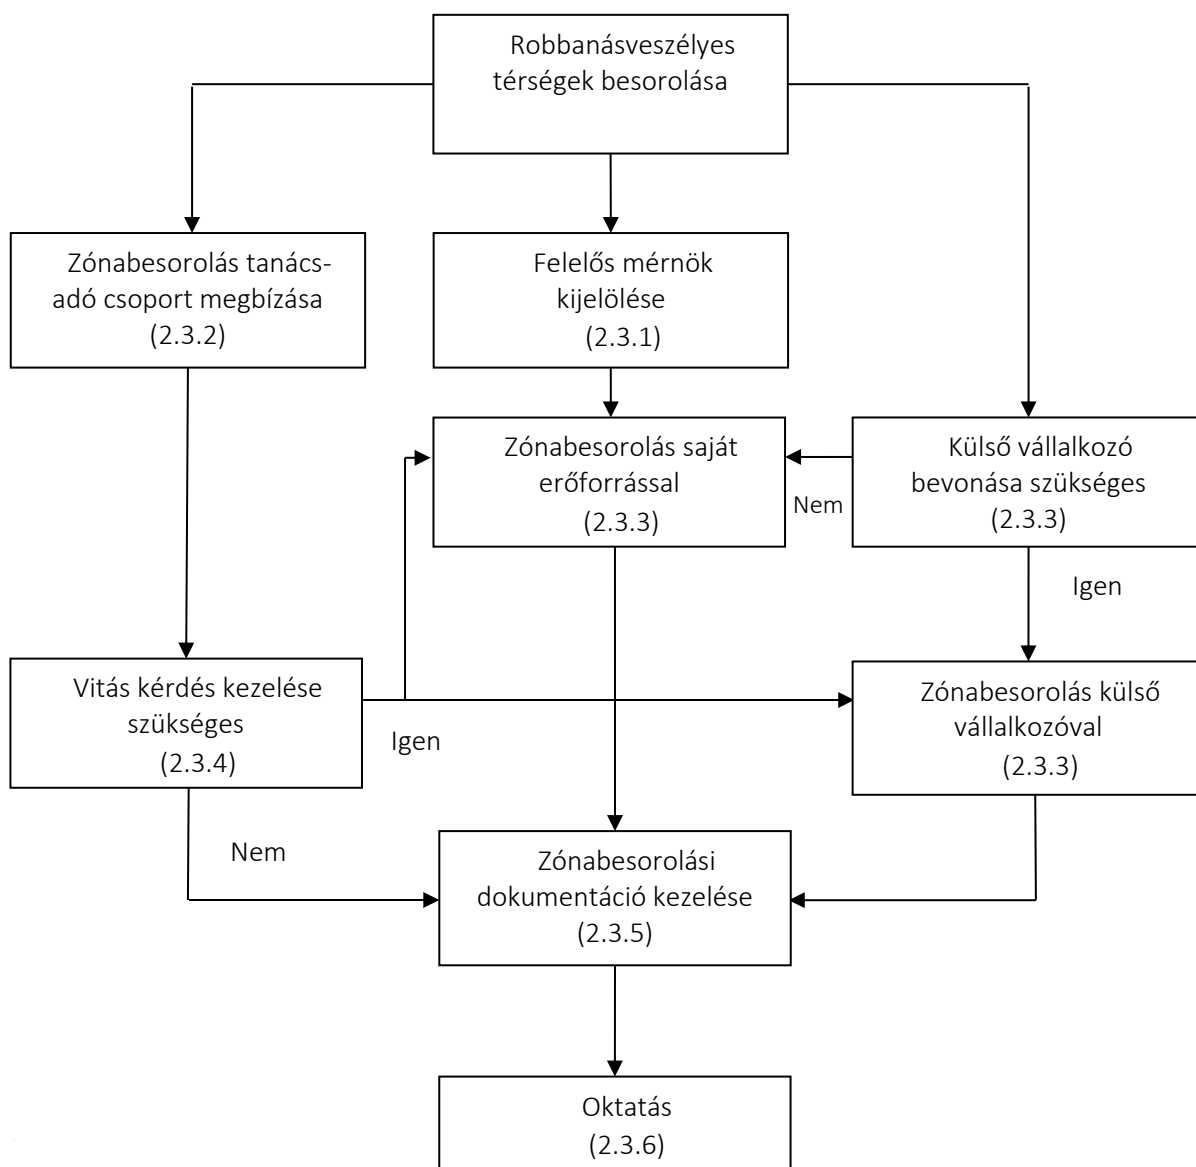 Robbanásveszélyes
térségek besorolása
Zónabesorolás tanács-
adó csoport megbízása
(2.3.2)
Felelős mérnök
kijelölése
(2.3.1)
Zónabesorolás saját
erőforrással
(2.3.3)
Nem
Külső vállalkozó
bevonása szükséges
(2.3.3)
Igen
Vitás kérdés kezelése
szükséges
(2.3.4)
Igen
Zónabesorolás külső
vállalkozóval
(2.3.3)
Nem
Zónabesorolási
dokumentáció kezelése
(2.3.5)
Oktatás
(2.3.6)